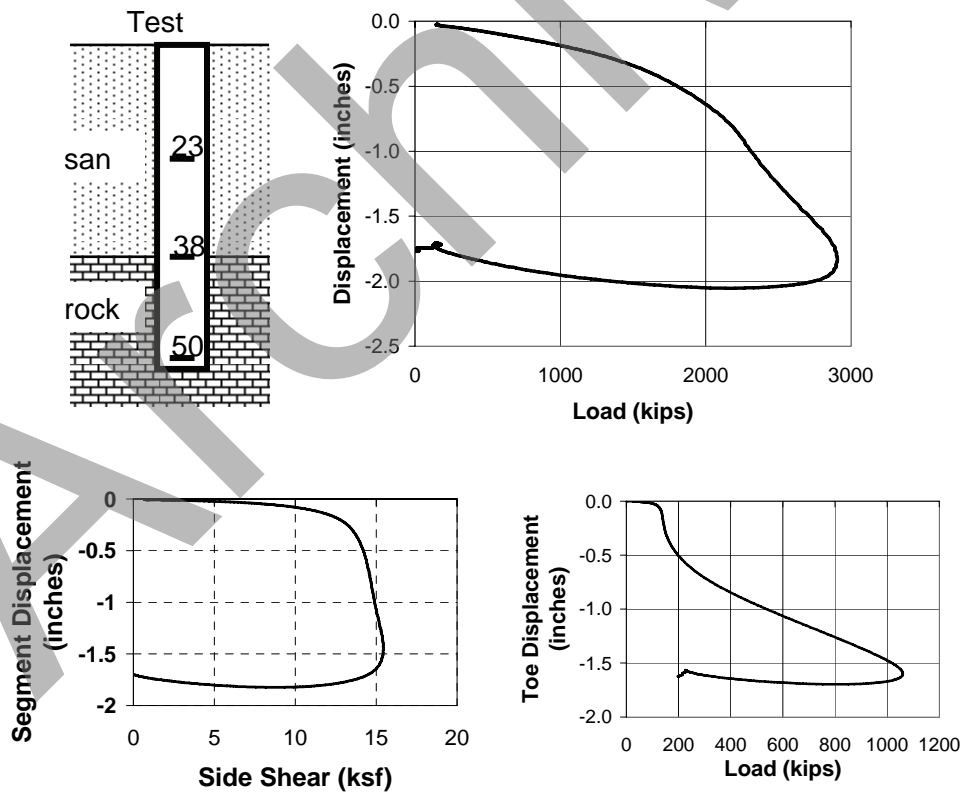 Test
san
23
38
rock
50
0.0
-0.5
-1.0
-1.5
-2.0
-2.5
Displacement (inches)
0 1000 2000 3000
Load (kips)
0
-0.5
-1
-1.5
-2
Segment Displacement
(inches)
0 5 10 15 20
Side Shear (ksf)
0.0
-0.5
-1.0
-1.5
-2.0
Toe Displacement
(inches)
0 200 400 600 800 1000 1200
Load (kips)